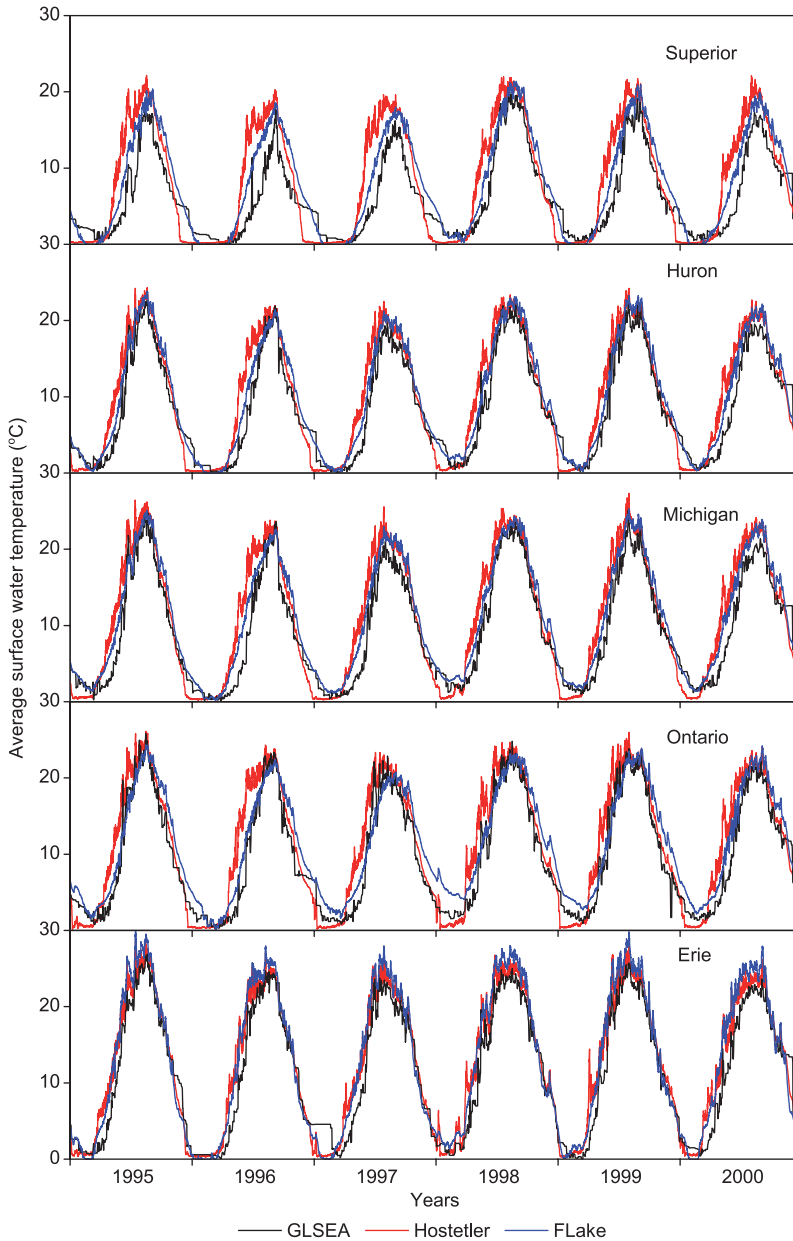 30
Superior
20
10
30
Huron
20
10
30
Michigan
20
10
30
Ontario
20
10
30
Erie
20
10
0
Average surface water temperature (°C)
1995 1996 1997 1998 1999 2000
Years
GLSEA Hostetler FLake